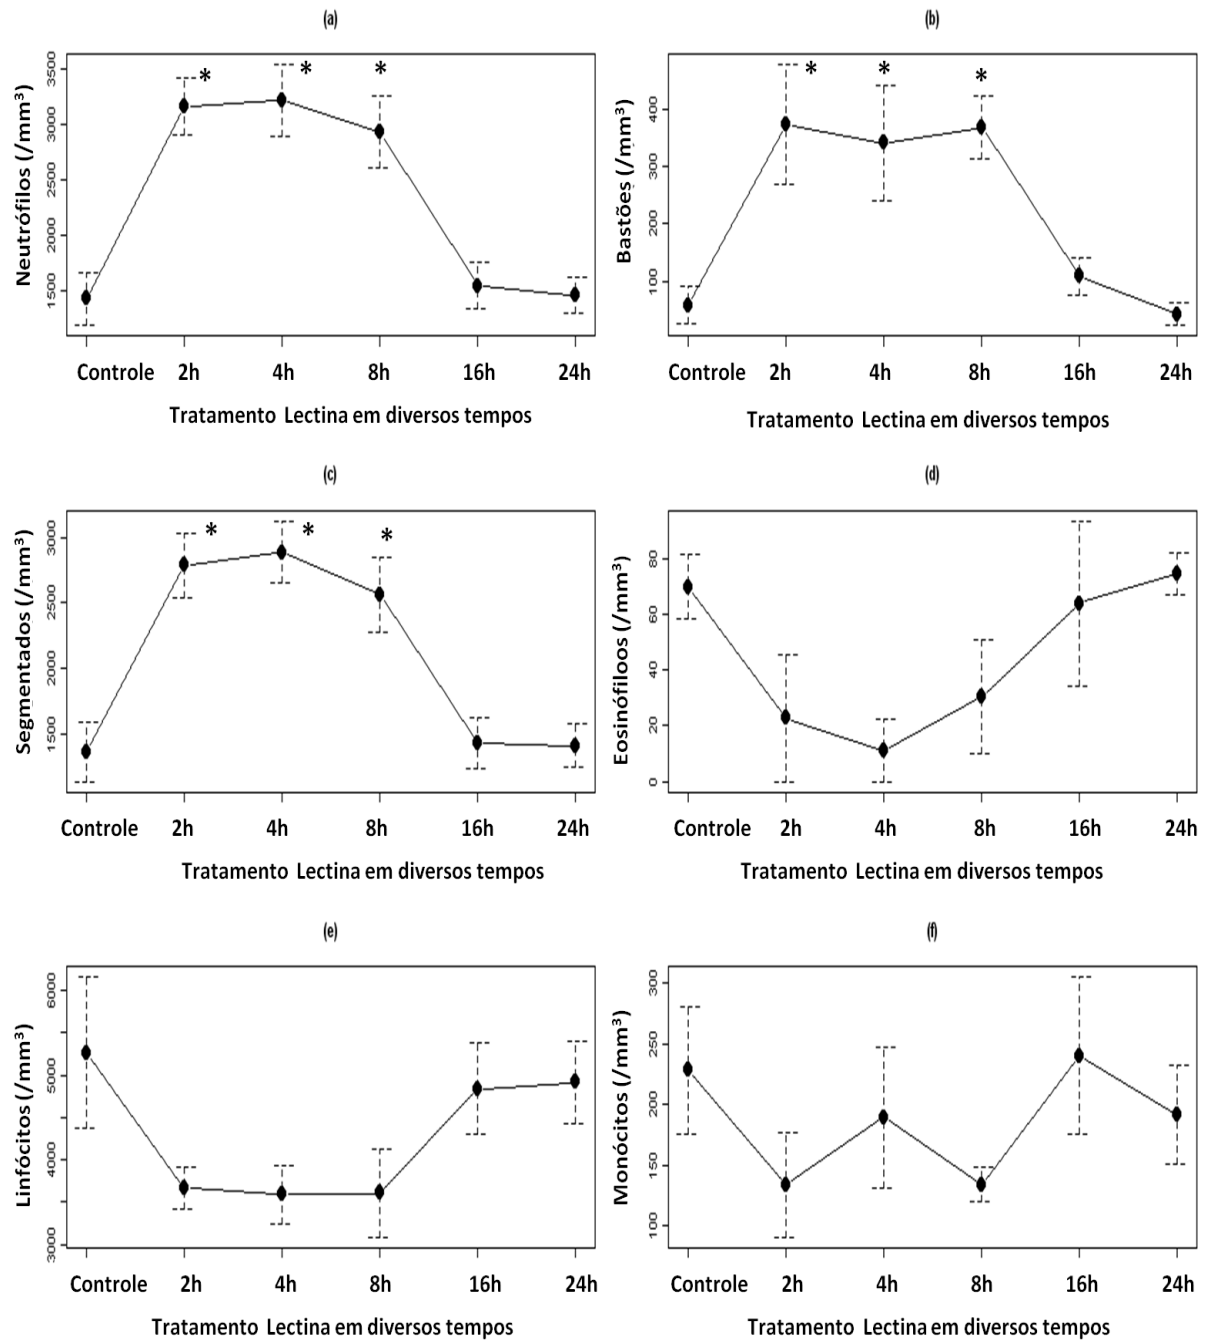 (a)
Neutrófilos (/mm³)
3500
3000
2500
2000
1500
* * *
Controle 2h 4h 8h 16h 24h
Tratamento Lectina em diversos tempos
(b)
Bastões (/mm³)
400
300
200
100
* * *
Controle 2h 4h 8h 16h 24h
Tratamento Lectina em diversos tempos
(c)
Segmentados (/mm³)
3000
2500
2000
1500
* * *
Controle 2h 4h 8h 16h 24h
Tratamento Lectina em diversos tempos
(d)
Eosinófiloos (/mm³)
80
60
40
20
0
Controle 2h 4h 8h 16h 24h
Tratamento Lectina em diversos tempos
(e)
Linfócitos (/mm³)
6000
5000
4000
3000
Controle 2h 4h 8h 16h 24h
Tratamento Lectina em diversos tempos
(f)
Monócitos (/mm³)
300
250
200
150
100
Controle 2h 4h 8h 16h 24h
Tratamento Lectina em diversos tempos